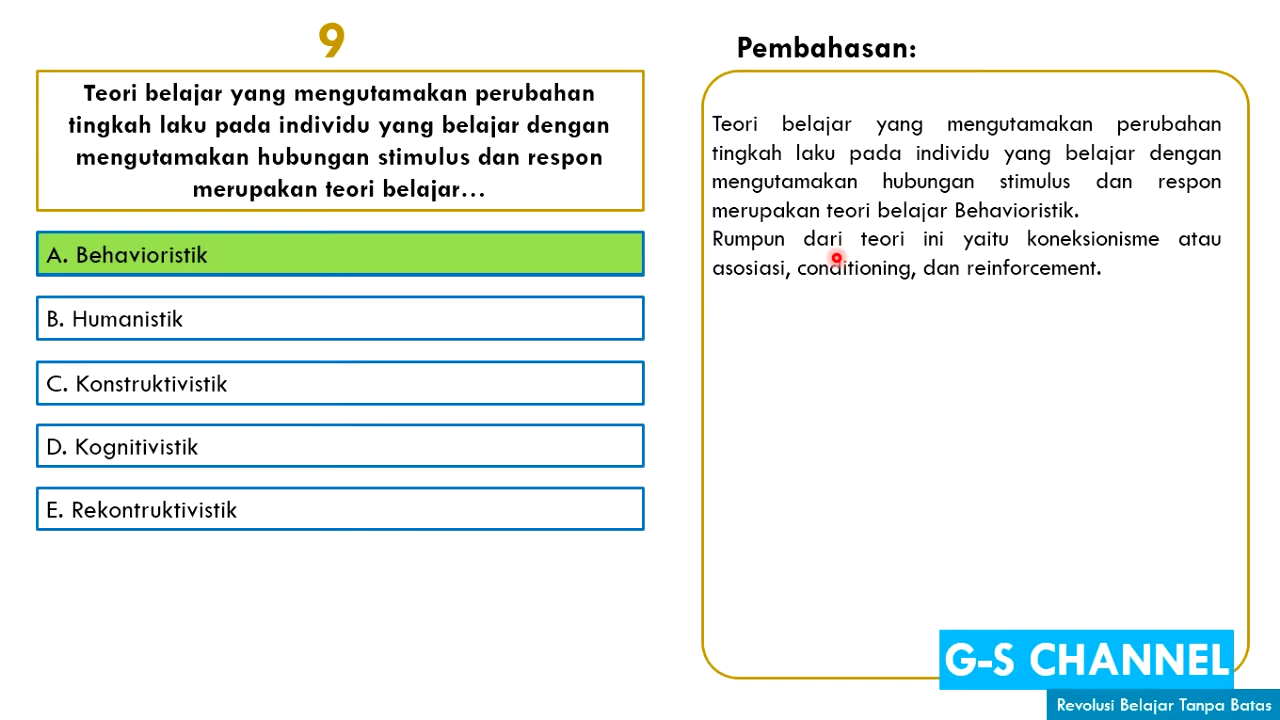 9
Teori belajar yang mengutamakan perubahan
tingkah laku pada individu yang belajar dengan
mengutamakan hubungan stimulus dan respon
merupakan teori belajar...
A. Behavioristik
B. Humanistik
C. Konstruktivistik
D. Kognitivistik
E. Rekontruktivistik
Pembahasan:
Teori belajar yang mengutamakan perubahan
tingkah laku pada individu yang belajar dengan
mengutamakan hubungan stimulus dan respon
merupakan teori belajar Behavioristik.
Rumpun dari teori ini yaitu koneksionisme atau
asosiasi, conditioning, dan reinforcement.
G-S CHANNEL
Revolusi Belajar Tanpa Batas